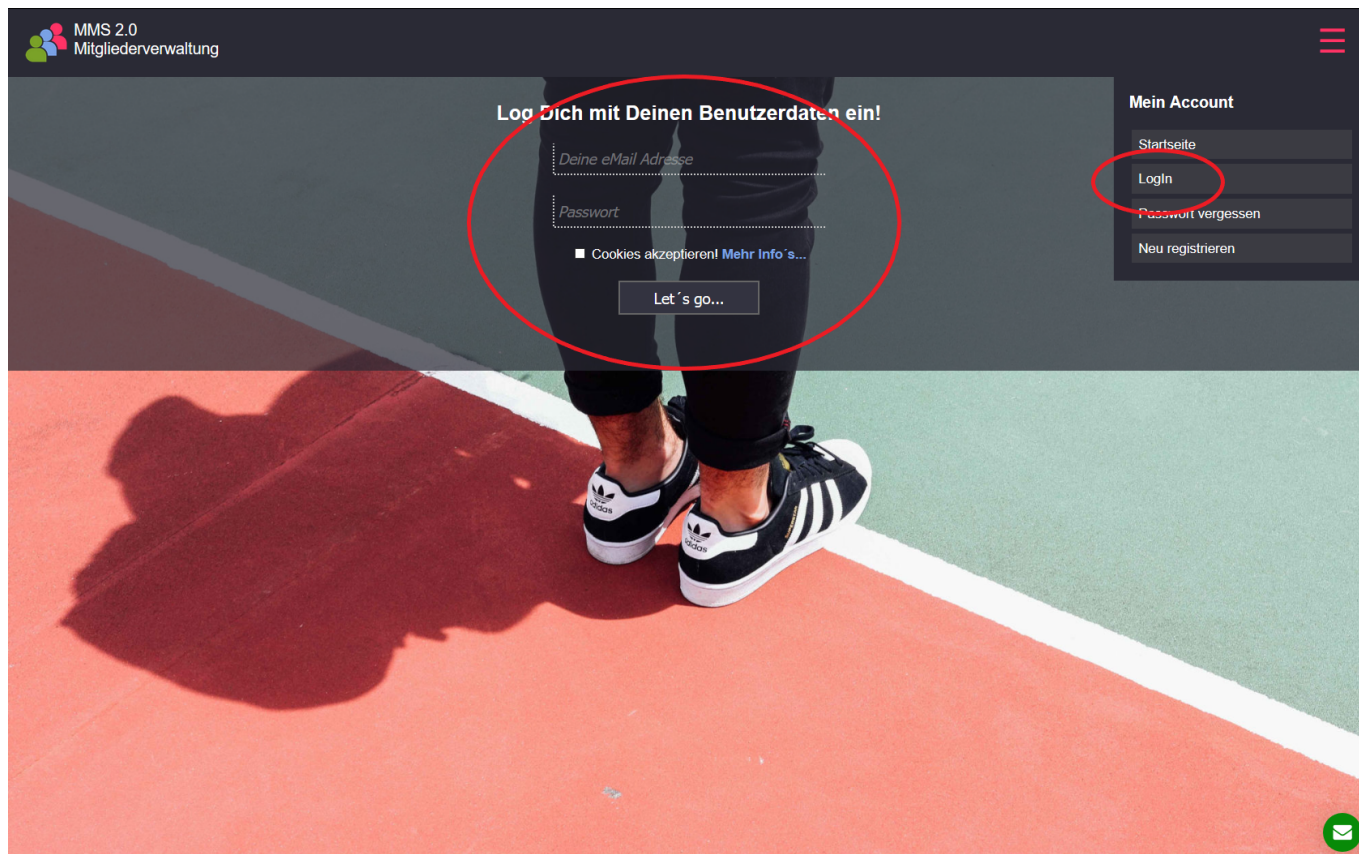 MMS 2.0
Mitgliederverwaltung
Log Dich mit Deinen Benutzerdaten ein!
Deine eMail Adresse
Passwort
Cookies akzeptieren! Mehr Info´s...
Let´s go...
Mein Account
Startseite
LogIn
Passwort vergessen
Neu registrieren
adidas
adidas